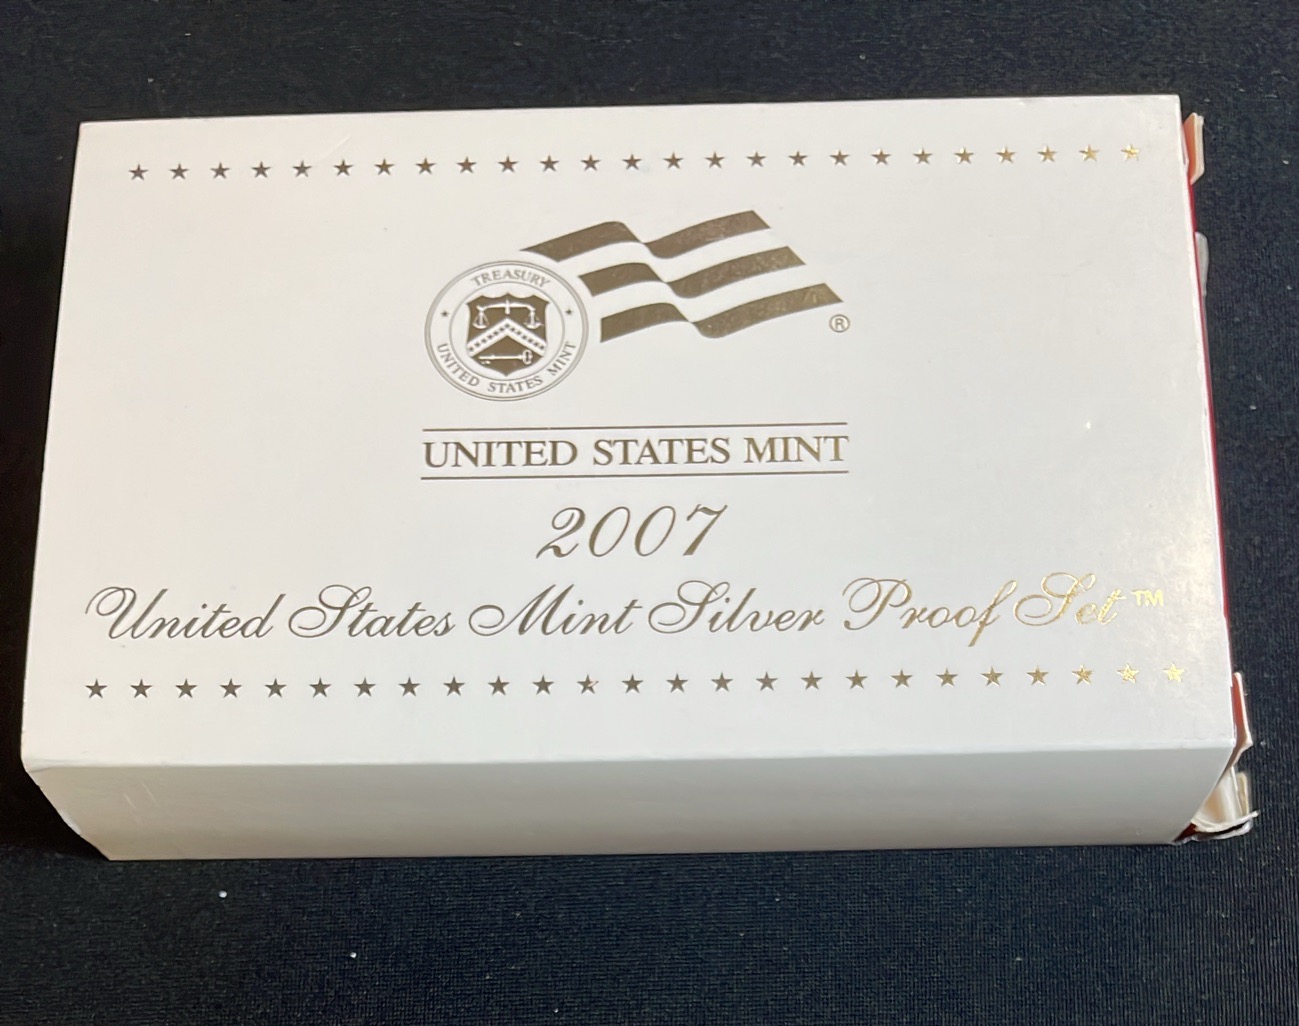 TREASURY
UNITED STATES MINT
®
UNITED STATES MINT
2007
United States Mint Silver Proof Set™